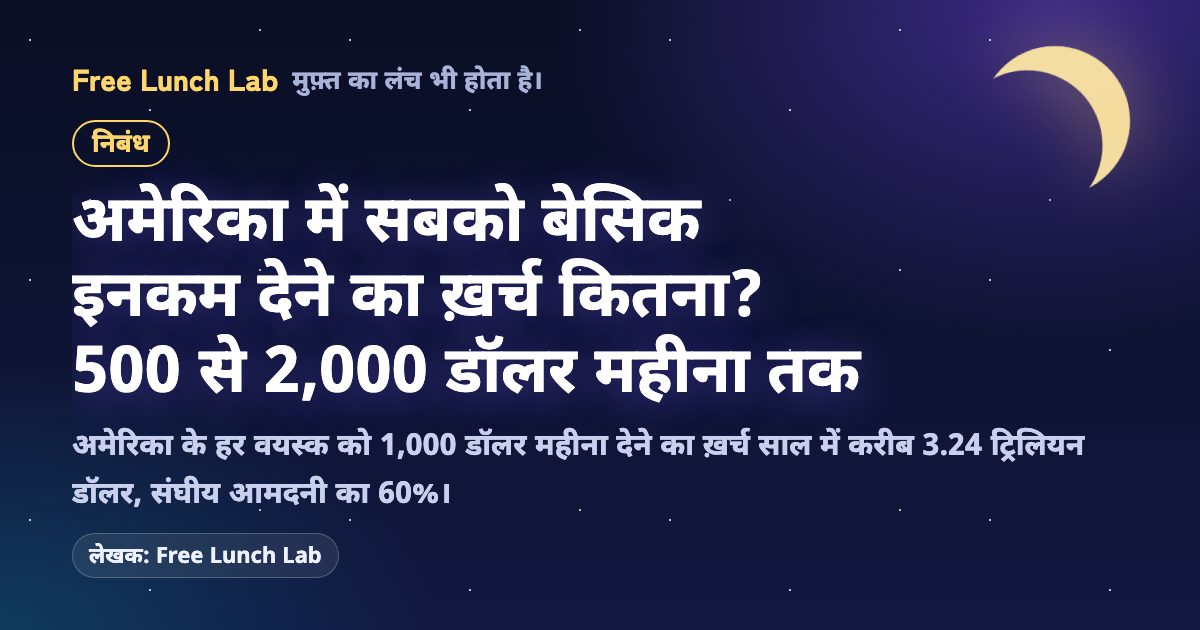 Free Lunch Lab मुफ़्त का लंच भी होता है।
निबंध
अमेरिका में सबको बेसिक
इनकम देने का ख़र्च कितना?
500 से 2,000 डॉलर महीना तक
अमेरिका के हर वयस्क को 1,000 डॉलर महीना देने का ख़र्च साल में करीब 3.24 ट्रिलियन
डॉलर, संघीय आमदनी का 60%।
लेखक: Free Lunch Lab